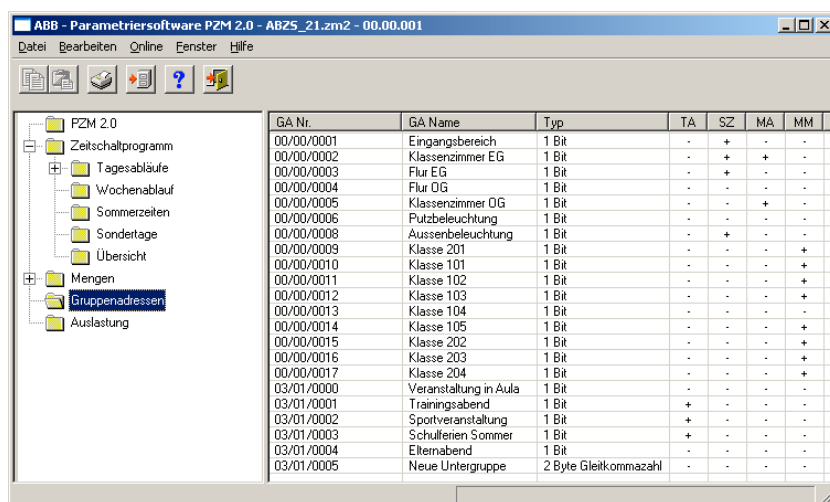 ABB - Parametriersoftware PZM 2.0 - ABZS_21.zm2 - 00.00.001
Datei Bearbeiten Online Fenster Hilfe
PZM 2.0
Zeitschaltprogramm
Tagesabläufe
Wochenablauf
Sommerzeiten
Sondertage
Übersicht
Mengen
Gruppenadressen
Auslastung
GA Nr. GA Name Typ TA SZ MA MM
00/00/0001 Eingangsbereich 1 Bit - + - -
00/00/0002 Klassenzimmer EG 1 Bit - + + -
00/00/0003 Flur EG 1 Bit - + - -
00/00/0004 Flur OG 1 Bit - - - -
00/00/0005 Klassenzimmer OG 1 Bit - - + -
00/00/0006 Putzbeleuchtung 1 Bit - - - -
00/00/0008 Aussenbeleuchtung 1 Bit - + - -
00/00/0009 Klasse 201 1 Bit - - - +
00/00/0010 Klasse 101 1 Bit - - - +
00/00/0011 Klasse 102 1 Bit - - - +
00/00/0012 Klasse 103 1 Bit - - - +
00/00/0013 Klasse 104 1 Bit - - - -
00/00/0014 Klasse 105 1 Bit - - - +
00/00/0015 Klasse 202 1 Bit - - - +
00/00/0016 Klasse 203 1 Bit - - - +
00/00/0017 Klasse 204 1 Bit - - - +
03/01/0000 Veranstaltung in Aula 1 Bit - - - -
03/01/0001 Trainingsabend 1 Bit + - - -
03/01/0002 Sportveranstaltung 1 Bit + - - -
03/01/0003 Schulferien Sommer 1 Bit + - - -
03/01/0004 Elternabend 1 Bit - - - -
03/01/0005 Neue Untergruppe 2 Byte Gleitkommazahl - - - -